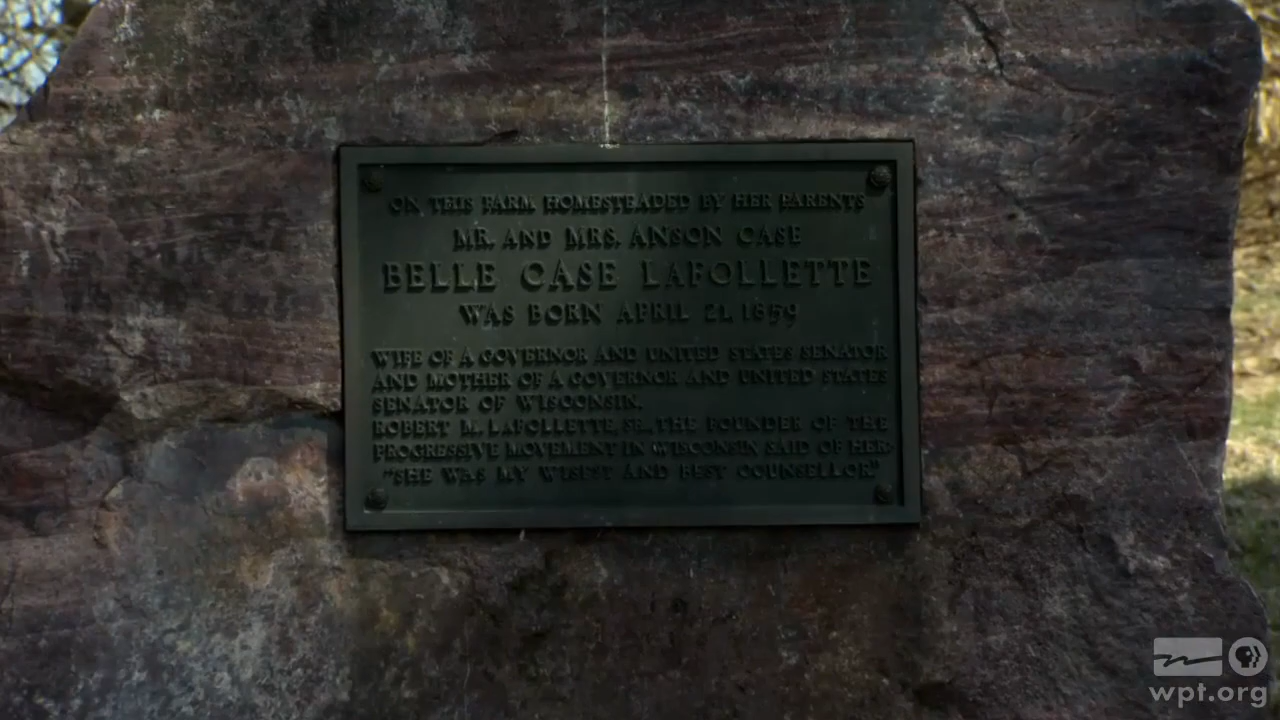 ON THIS FARM HOMESTEADED BY HER PARENTS
MR. AND MRS. ANSON CASE
BELLE CASE LAFOLLETTE
WAS BORN APRIL 21, 1859
WIFE OF A GOVERNOR AND UNITED STATES SENATOR
AND MOTHER OF A GOVERNOR AND UNITED STATES
SENATOR OF WISCONSIN.
ROBERT M. LAFOLLETTE, SR., THE FOUNDER OF THE
PROGRESSIVE MOVEMENT IN WISCONSIN SAID OF HER:
"SHE WAS MY WISEST AND BEST COUNSELLOR"
wpt.org